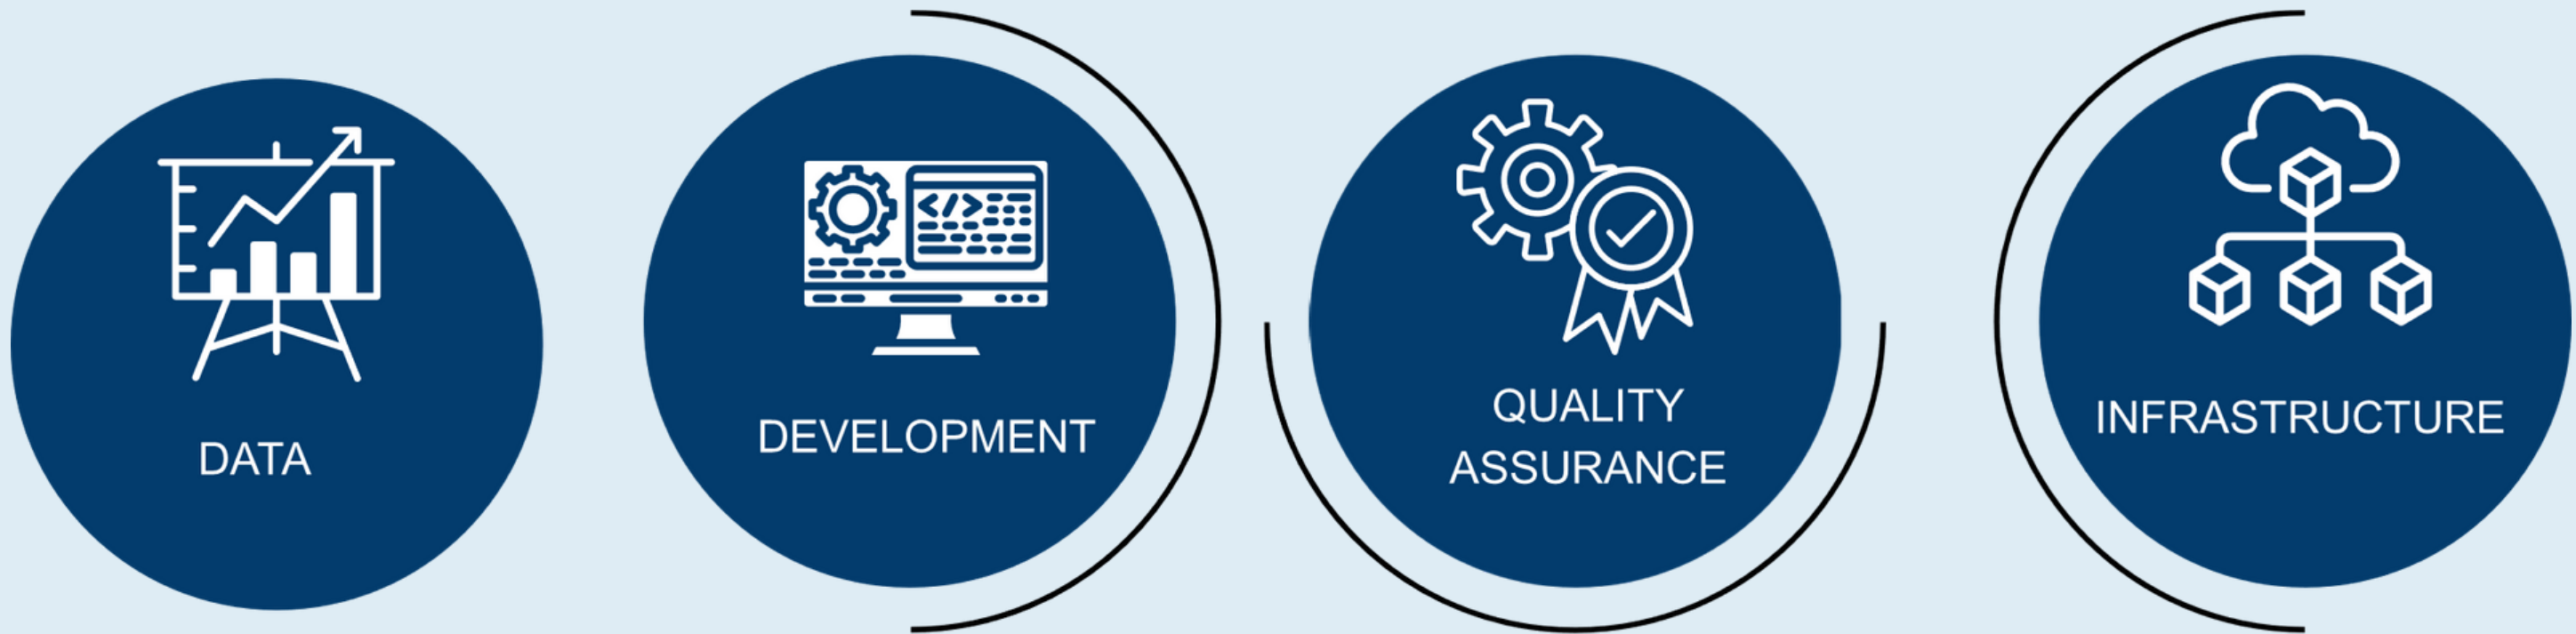 DATA
DEVELOPMENT
</>
QUALITY
ASSURANCE
INFRASTRUCTURE